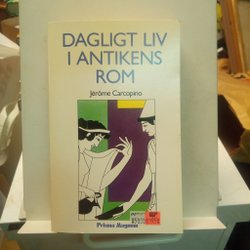 DAGLIGT LIV
I ANTIKENS
ROM
Jérôme Carcopino
Prisma Magnum